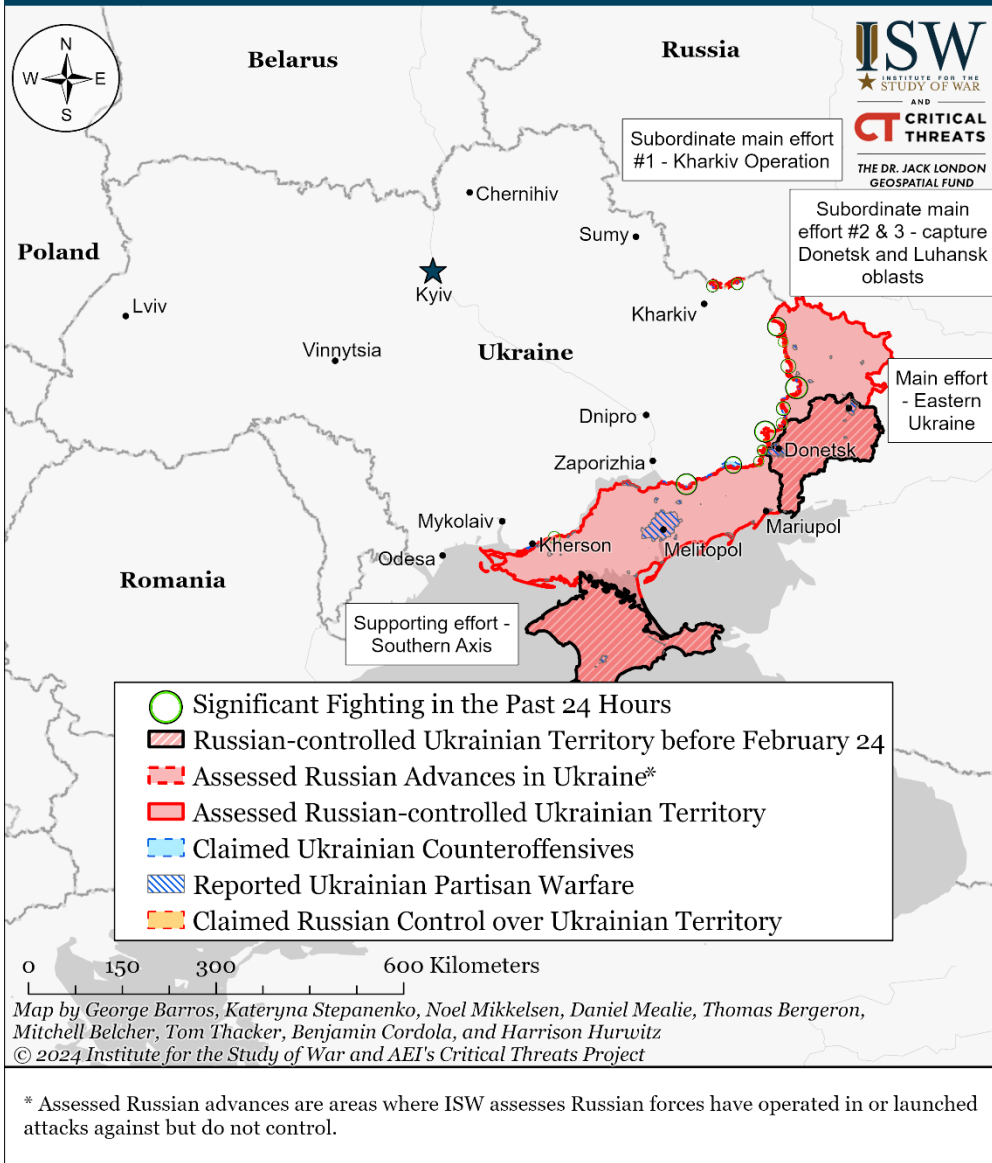 N
W
E
S
Belarus
Russia
ISW
INSTITUTE FOR THE
STUDY OF WAR
AND
CT CRITICAL
THREATS
THE DR. JACK LONDON
GEOSPATIAL FUND
Subordinate main effort
#1 - Kharkiv Operation
Subordinate main
effort #2 & 3 - capture
Donetsk and Luhansk
oblasts
Chernihiv
Sumy
Poland
Kyiv
Lviv
Kharkiv
Vinnytsia
Ukraine
Main effort
- Eastern
Ukraine
Dnipro
Donetsk
Zaporizhia
Mykolaiv
Mariupol
Kherson
Melitopol
Odesa
Romania
Supporting effort -
Southern Axis
Significant Fighting in the Past 24 Hours
Russian-controlled Ukrainian Territory before February 24
Assessed Russian Advances in Ukraine*
Assessed Russian-controlled Ukrainian Territory
Claimed Ukrainian Counteroffensives
Reported Ukrainian Partisan Warfare
Claimed Russian Control over Ukrainian Territory
0 150 300 600 Kilometers
Map by George Barros, Kateryna Stepanenko, Noel Mikkelsen, Daniel Mealie, Thomas Bergeron,
Mitchell Belcher, Tom Thacker, Benjamin Cordola, and Harrison Hurwitz
© 2024 Institute for the Study of War and AEI's Critical Threats Project
* Assessed Russian advances are areas where ISW assesses Russian forces have operated in or launched
attacks against but do not control.